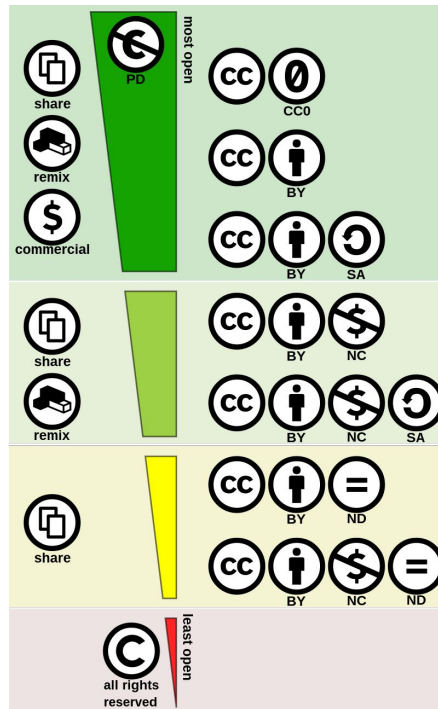 most open
PD
share
CC 0
CC0
remix
CC
BY
$
commercial
CC
BY SA
share
CC $
BY NC
remix
CC $
BY NC SA
share
CC =
BY ND
CC $ =
BY NC ND
least open
C
all rights
reserved